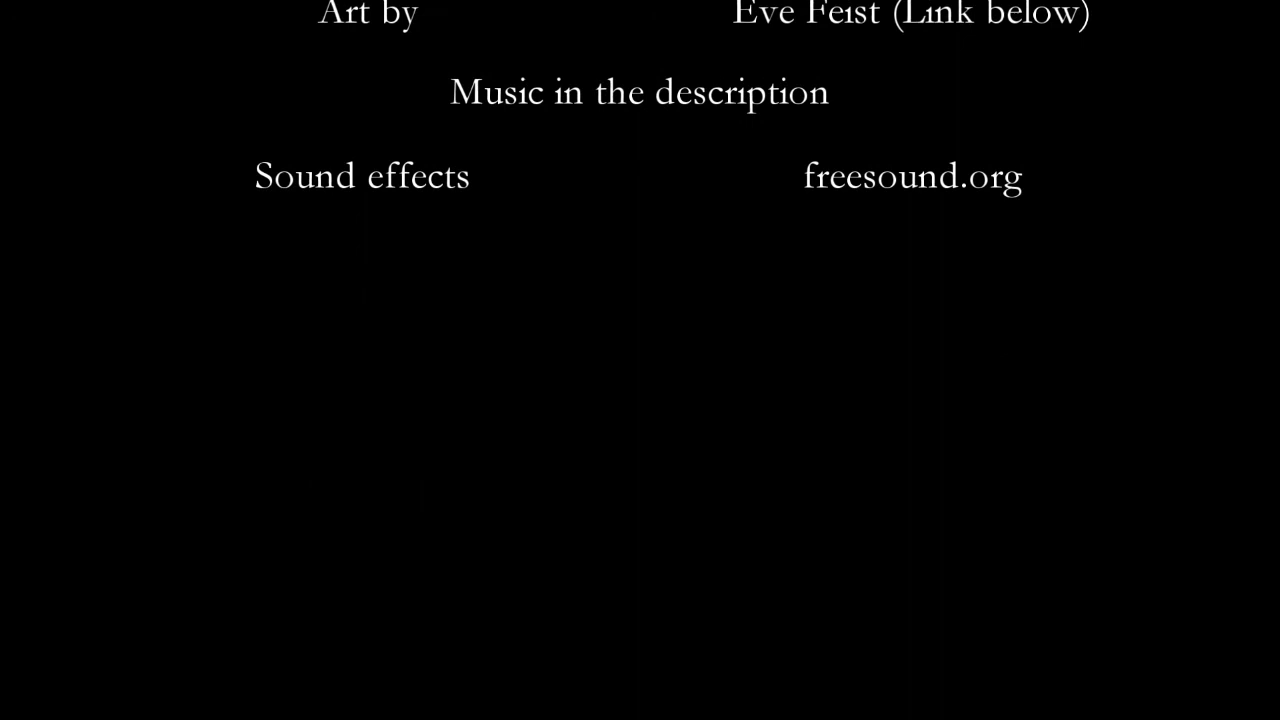 Art by Eve Feist (Link below)
Music in the description
Sound effects freesound.org